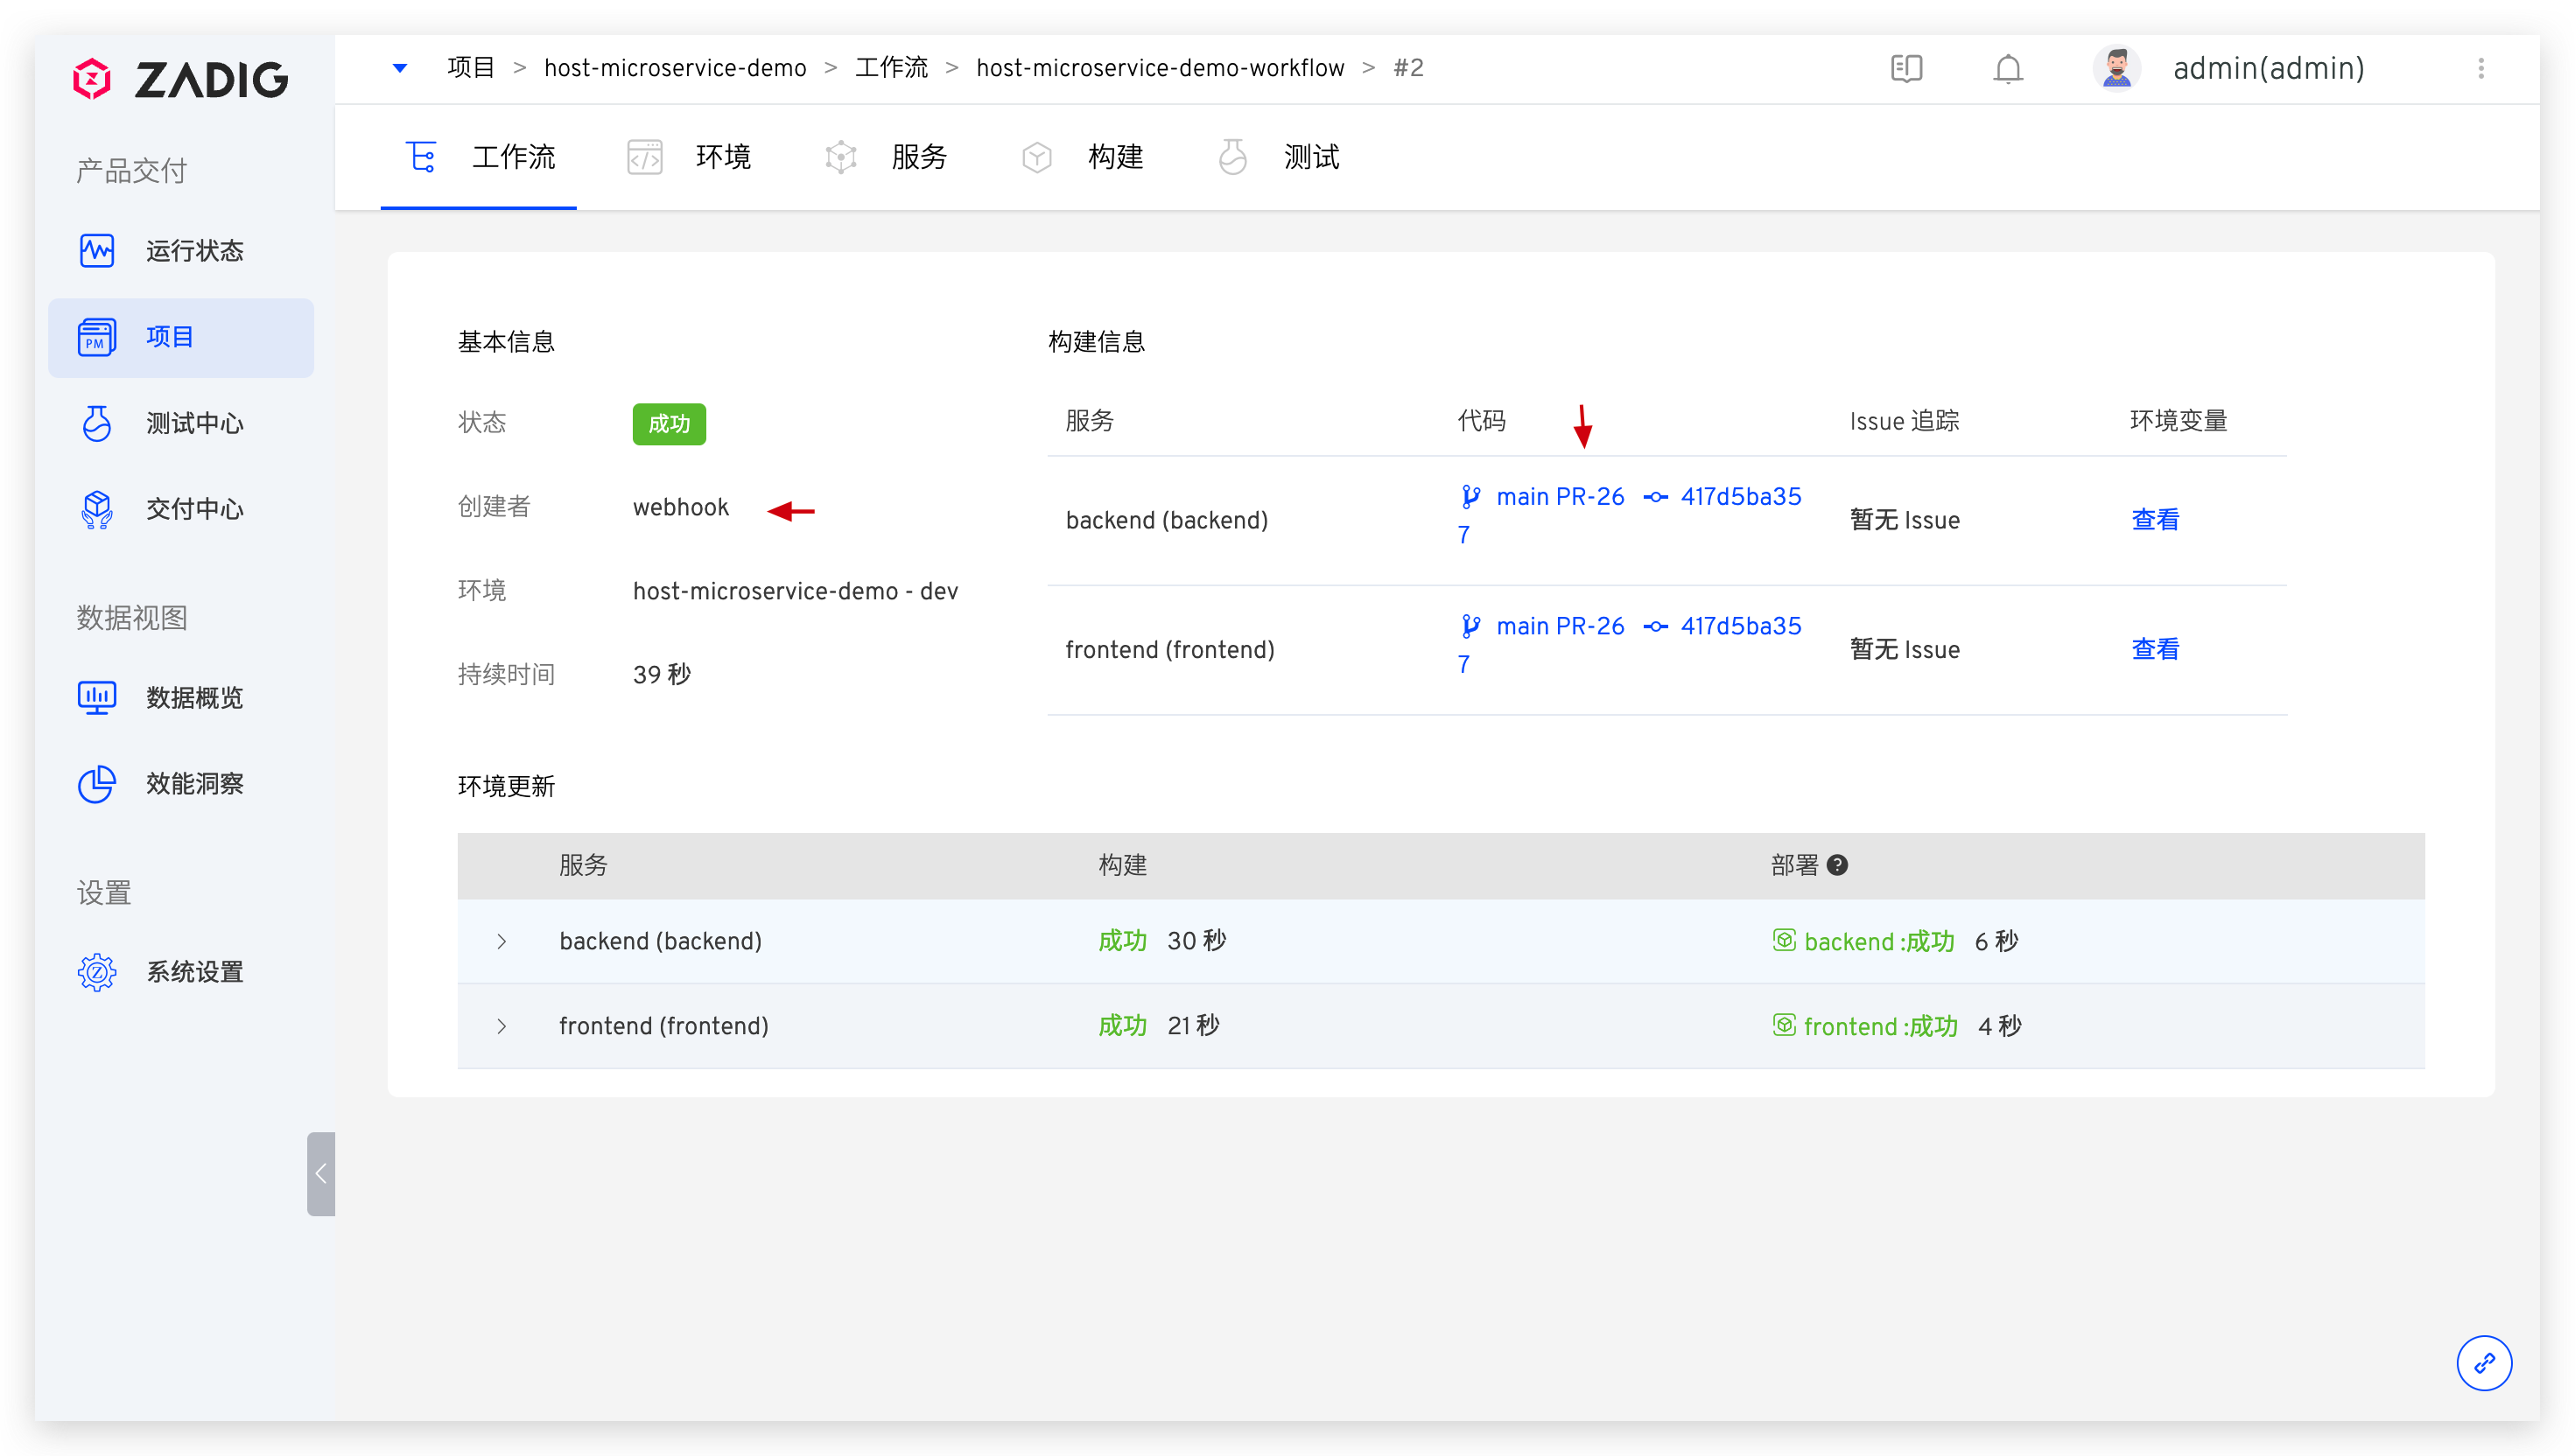 ZADIG
项目 > host-microservice-demo > 工作流 > host-microservice-demo-workflow > #2
admin(admin)
产品交付
运行状态
PM 项目
测试中心
交付中心
数据视图
数据概览
效能洞察
设置
Z 系统设置
工作流 环境 服务 构建 测试
基本信息
状态 成功
创建者 webhook
环境 host-microservice-demo - dev
持续时间 39 秒
构建信息
服务 代码 Issue 追踪 环境变量
backend (backend) main PR-26 417d5ba35 暂无 Issue 查看
7
frontend (frontend) main PR-26 417d5ba35 暂无 Issue 查看
7
环境更新
服务 构建 部署 ?
backend (backend) 成功 30 秒 backend :成功 6 秒
frontend (frontend) 成功 21 秒 frontend :成功 4 秒